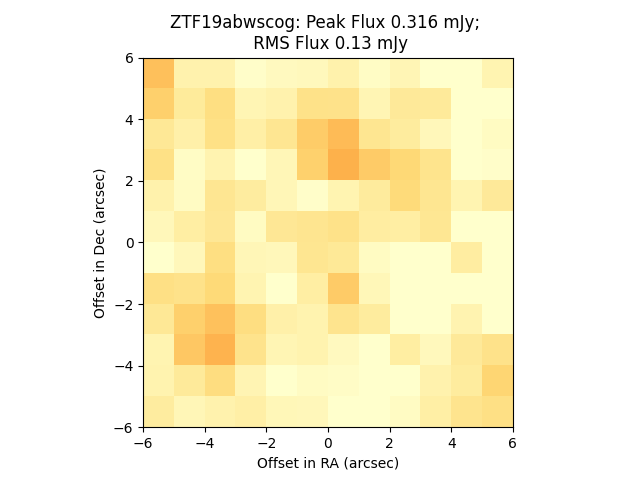 ZTF19abwscog: Peak Flux 0.316 mJy;
RMS Flux 0.13 mJy
6
4
2
0
−2
−4
−6
Offset in Dec (arcsec)
−6 −4 −2 0 2 4 6
Offset in RA (arcsec)